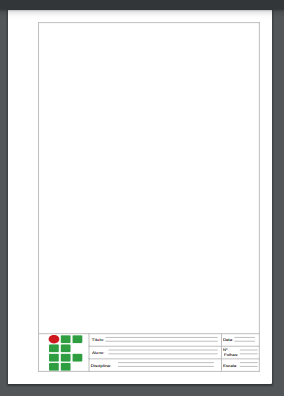 Título: Data:
Aluno: Nº Folhas:
Disciplina: Escala: